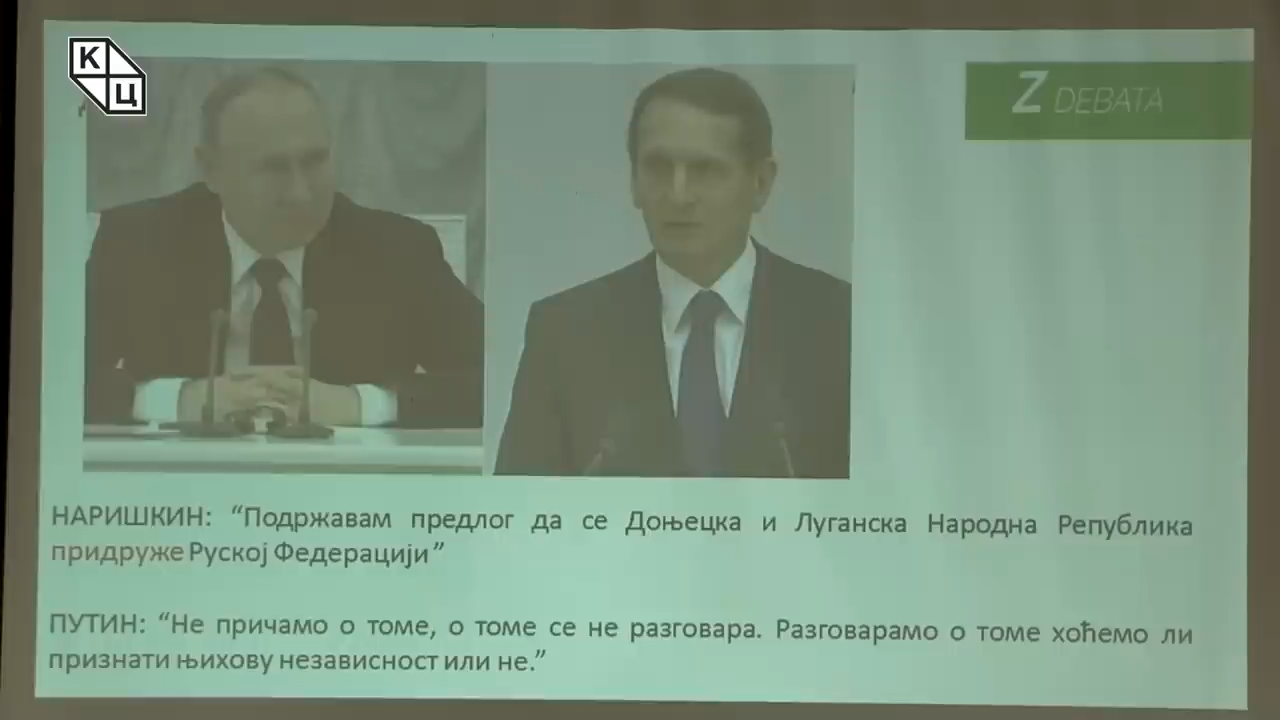 КЦ
Z DEBATA
НАРИШКИН: “Подржавам предлог да се Доњецка и Луганска Народна Република
придруже Руској Федерацији”
ПУТИН: “Не причамо о томе, о томе се не разговара. Разговарамо о томе хоћемо ли
признати њихову независност или не.”